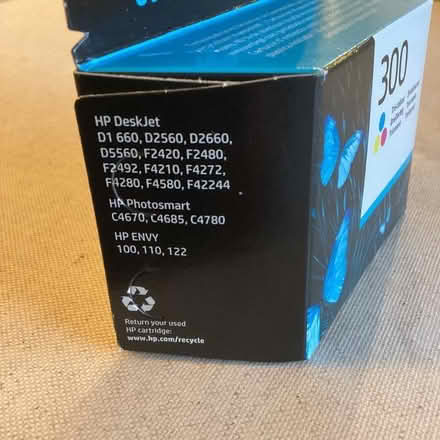 HP DeskJet
D1 660, D2560, D2660,
D5560, F2420, F2480,
F2492, F4210, F4272,
F4280, F4580, F42244
HP Photosmart
C4670, C4685, C4780
HP ENVY
100, 110, 122
Return your used
HP cartridge:
www.hp.com/recycle
300